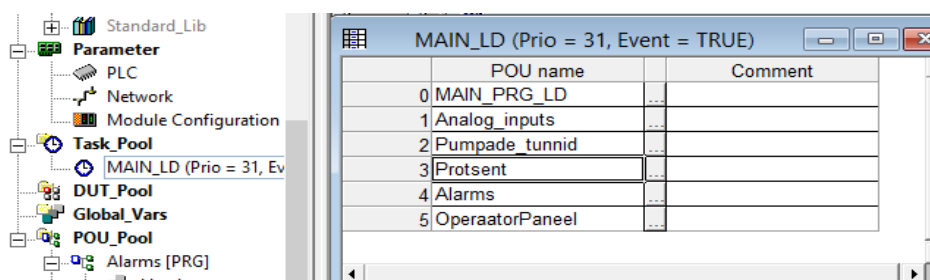 Standard_Lib
Parameter
PLC
Network
Module Configuration
Task_Pool
MAIN_LD (Prio = 31, Ev
DUT_Pool
Global_Vars
POU_Pool
Alarms [PRG]
MAIN_LD (Prio = 31, Event = TRUE)
POU name Comment
0 MAIN_PRG_LD ...
1 Analog_inputs ...
2 Pumpade_tunnid ...
3 Protsent ...
4 Alarms ...
5 OperaatorPaneel ...